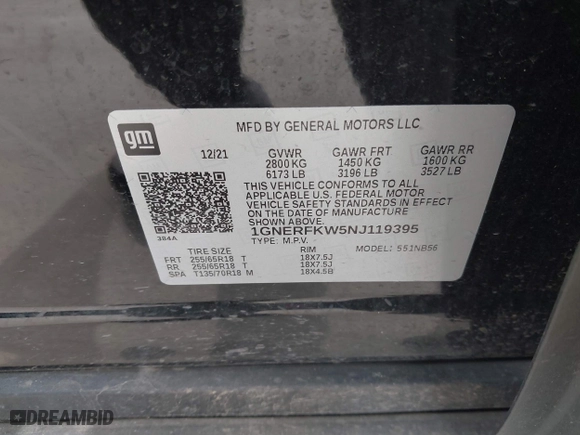 gm
MFD BY GENERAL MOTORS LLC
12/21 GVWR GAWR FRT GAWR RR
2800 KG 1450 KG 1600 KG
6173 LB 3196 LB 3527 LB
THIS VEHICLE CONFORMS TO ALL
APPLICABLE U.S. FEDERAL MOTOR
VEHICLE SAFETY STANDARDS IN EFFECT
ON THE DATE OF MANUFACTURE SHOWN ABOVE.
384A
1GNERFKW5NJ119395
TYPE: M.P.V. MODEL: 551NB56
TIRE SIZE RIM
FRT 255/65R18 T 18X7.5J
RR 255/65R18 T 18X7.5J
SPA T135/70R18 M 18X4.5B
DREAMBID